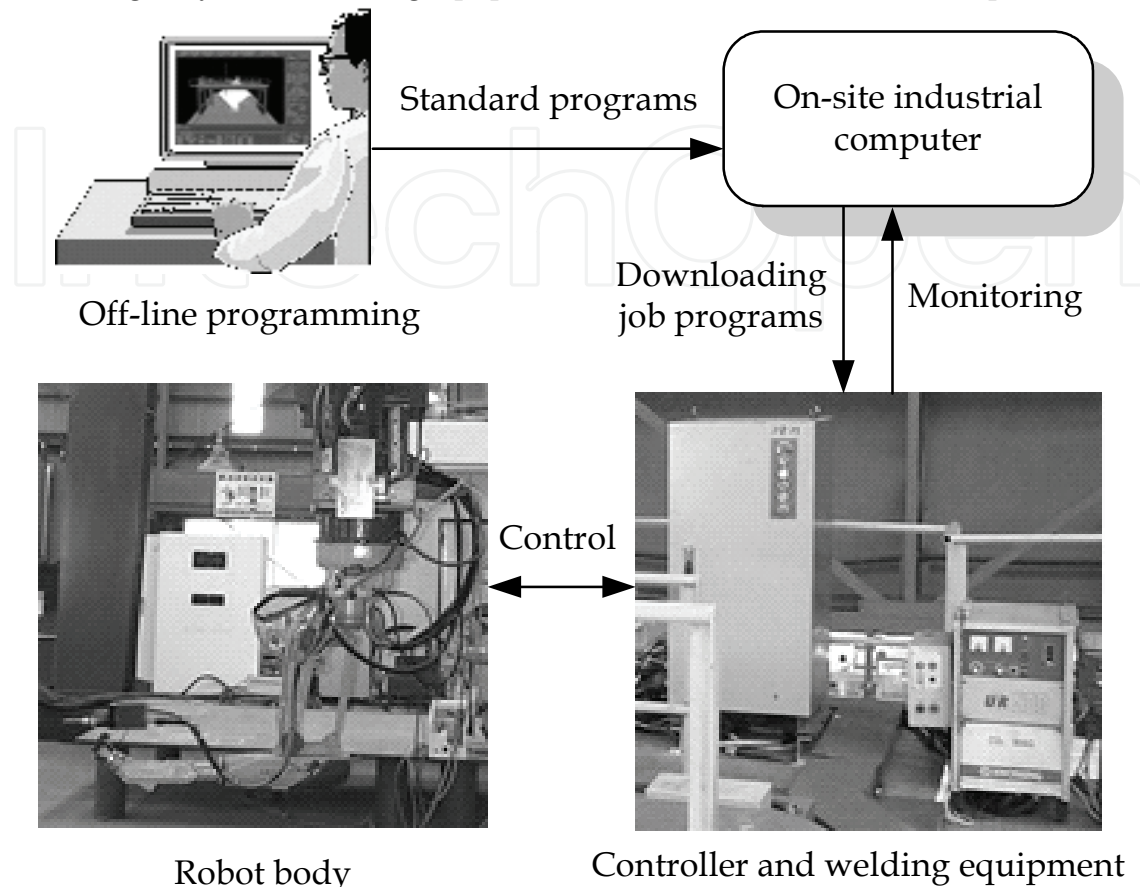 Standard programs
On-site industrial
computer
Off-line programming
Downloading
job programs
Monitoring
Control
Robot body
Controller and welding equipment
IntechOpen